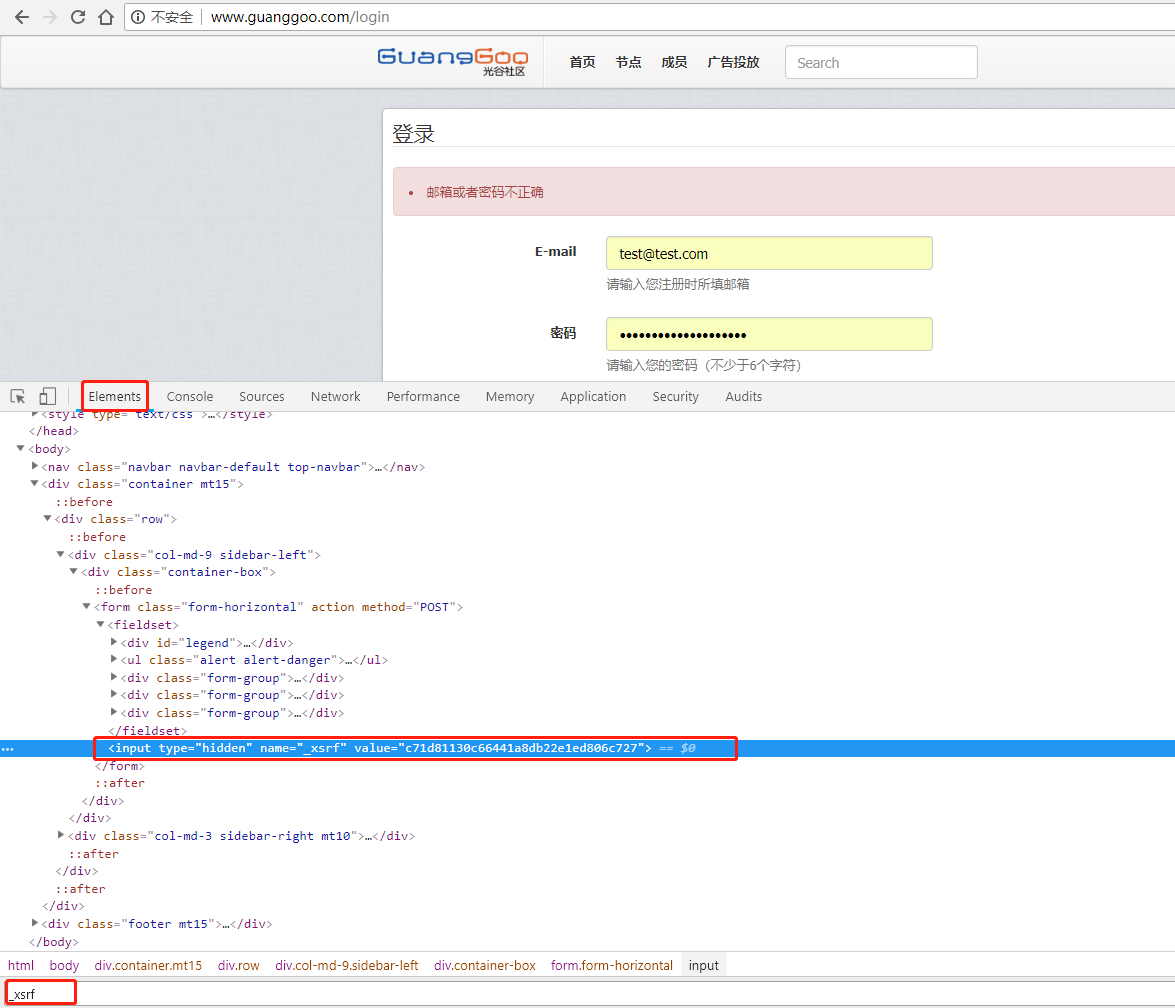 不安全 www.guanggoo.com/login
GuangGoo
光谷社区
首页 节点 成员 广告投放 Search
登录
邮箱或者密码不正确
E-mail test@test.com
请输入您注册时所填邮箱
密码 ••••••••••••••••••••
请输入您的密码（不少于6个字符）
Elements Console Sources Network Performance Memory Application Security Audits
<style type="text/css">…</style>
</head>
<body>
<nav class="navbar navbar-default top-navbar">…</nav>
<div class="container mt15">
::before
<div class="row">
::before
<div class="col-md-9 sidebar-left">
<div class="container-box">
::before
<form class="form-horizontal" action method="POST">
<fieldset>
<div id="legend">…</div>
<ul class="alert alert-danger">…</ul>
<div class="form-group">…</div>
<div class="form-group">…</div>
<div class="form-group">…</div>
</fieldset>
<input type="hidden" name="_xsrf" value="c71d81130c66441a8db22e1ed806c727"> == $0
</form>
::after
</div>
</div>
<div class="col-md-3 sidebar-right mt10">…</div>
::after
</div>
::after
</div>
<div class="footer mt15">…</div>
</body>
html body div.container.mt15 div.row div.col-md-9.sidebar-left div.container-box form.form-horizontal input
_xsrf